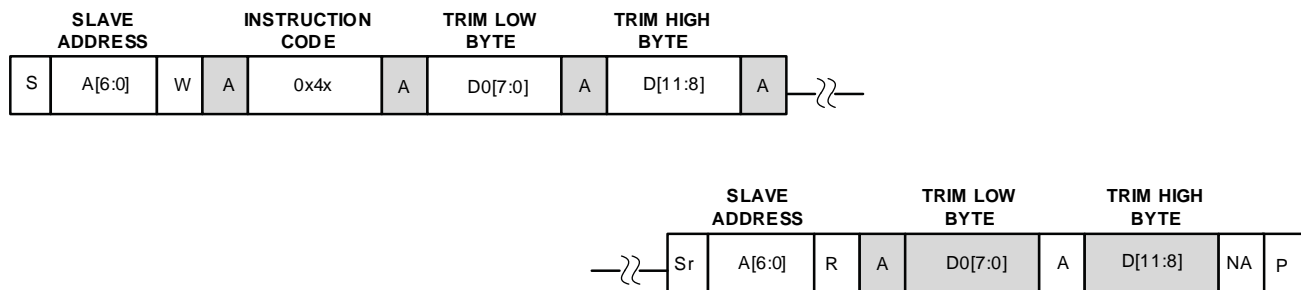 SLAVE ADDRESS INSTRUCTION CODE TRIM LOW BYTE TRIM HIGH BYTE
S A[6:0] W A 0x4x A D0[7:0] A D[11:8] A
SLAVE ADDRESS TRIM LOW BYTE TRIM HIGH BYTE
Sr A[6:0] R A D0[7:0] A D[11:8] NA P